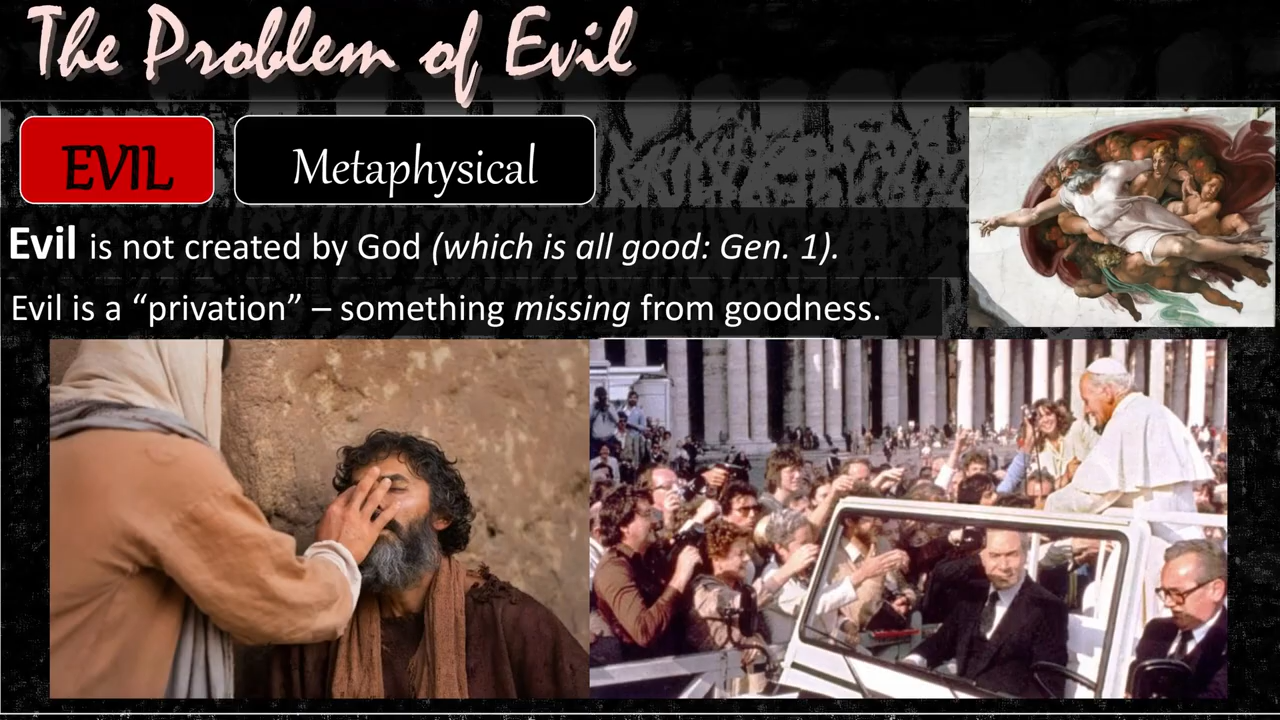 The Problem of Evil
EVIL
Metaphysical
Evil is not created by God (which is all good: Gen. 1).
Evil is a “privation” – something missing from goodness.